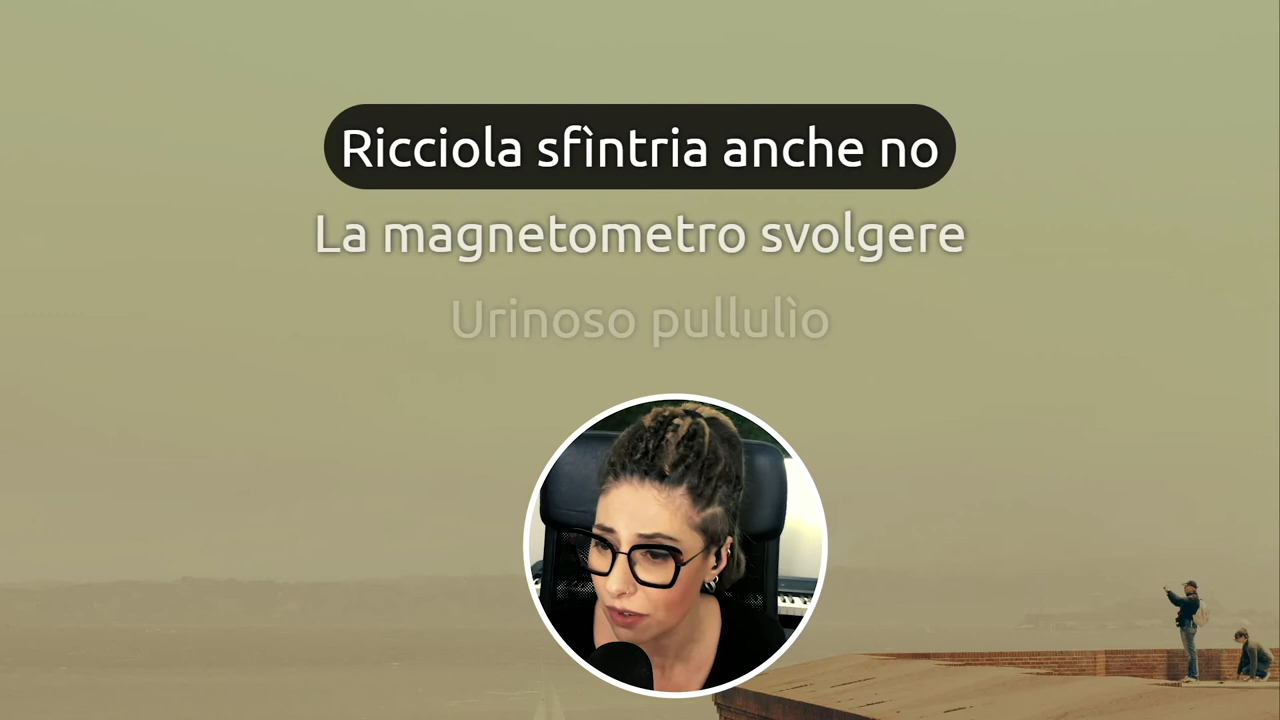 Ricciola sfìntria anche no
La magnetometro svolgere
Urinoso pullulìo